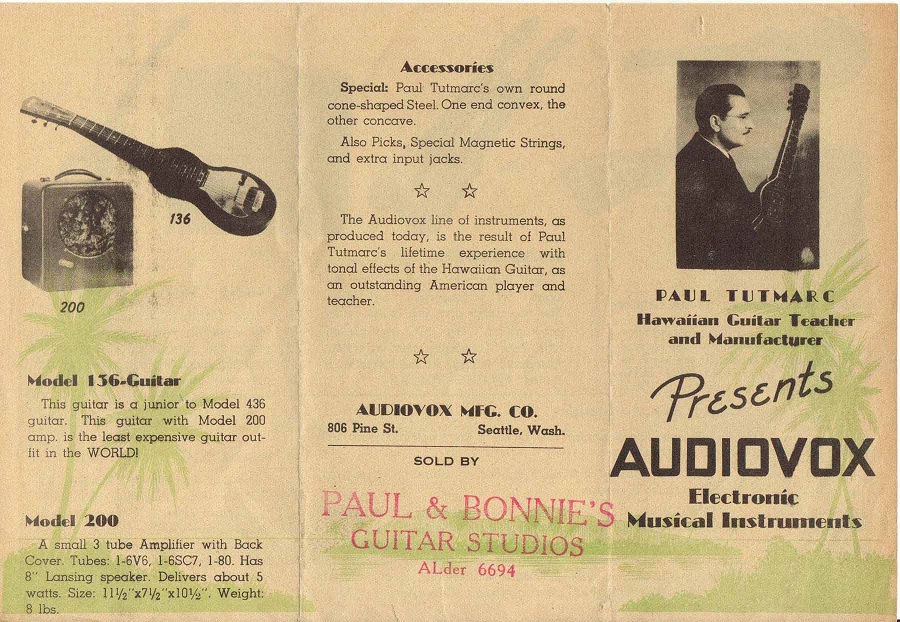 136
200
Model 136-Guitar
This guitar is a junior to Model 436
guitar. This guitar with Model 200
amp. is the least expensive guitar out-
fit in the WORLD!
Model 200
A small 3 tube Amplifier with Back
Cover. Tubes: 1-6V6, 1-6SC7, 1-80. Has
8" Lansing speaker. Delivers about 5
watts. Size: 11½"x7½"x10½". Weight:
8 lbs.
Accessories
Special: Paul Tutmarc's own round
cone-shaped Steel. One end convex, the
other concave.
Also Picks, Special Magnetic Strings,
and extra input jacks.
The Audiovox line of instruments, as
produced today, is the result of Paul
Tutmarc's lifetime experience with
tonal effects of the Hawaiian Guitar, as
an outstanding American player and
teacher.
AUDIOVOX MFG. CO.
806 Pine St. Seattle, Wash.
SOLD BY
PAUL & BONNIE'S
GUITAR STUDIOS
ALder 6694
PAUL TUTMARC
Hawaiian Guitar Teacher
and Manufacturer
Presents
AUDIOVOX
Electronic
Musical Instruments